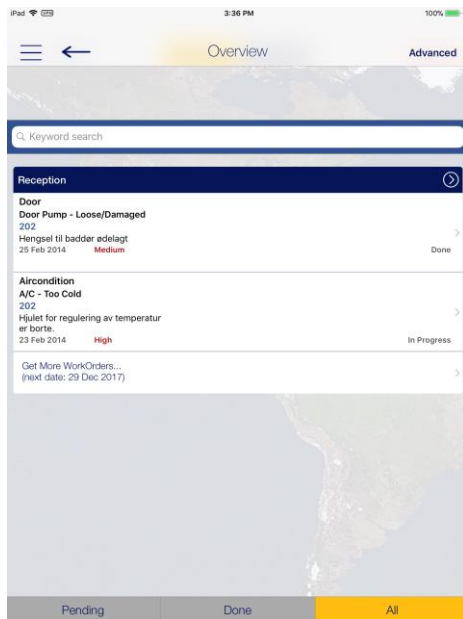 iPad VPN 3:36 PM 100%
Overview Advanced
Keyword search
Reception
Door
Door Pump - Loose/Damaged
202
Hengsel til baddør ødelagt
25 Feb 2014 Medium Done
Aircondition
A/C - Too Cold
202
Hjulet for regulering av temperatur
er borte.
23 Feb 2014 High In Progress
Get More WorkOrders...
(next date: 29 Dec 2017)
Pending Done All